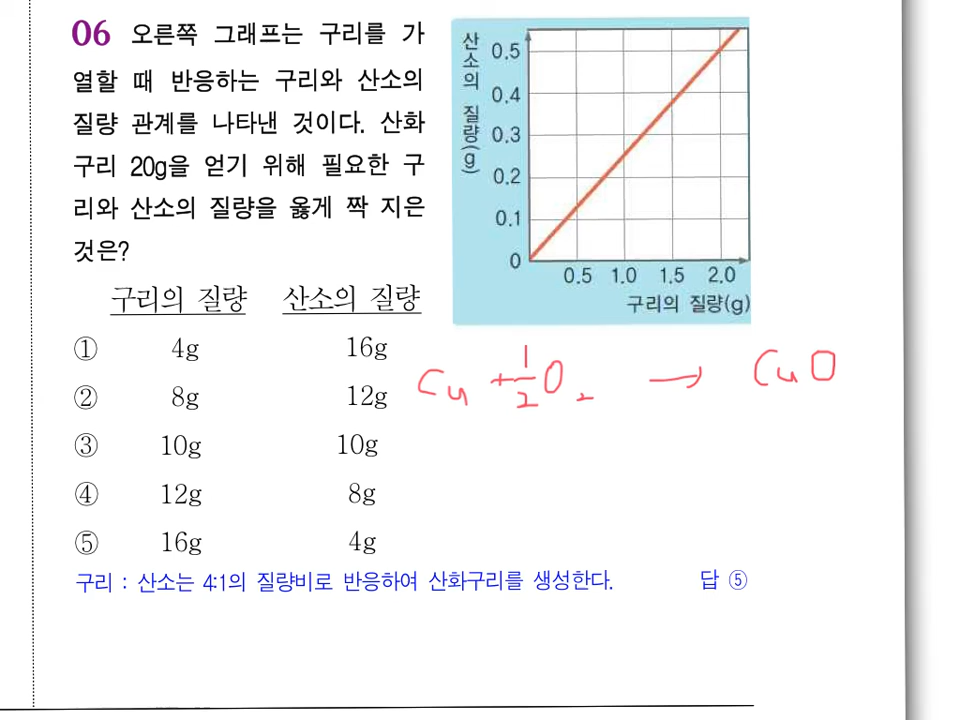 06 오른쪽 그래프는 구리를 가
열할 때 반응하는 구리와 산소의
질량 관계를 나타낸 것이다. 산화
구리 20g을 얻기 위해 필요한 구
리와 산소의 질량을 옳게 짝 지은
것은?
구리의 질량 산소의 질량
① 4g 16g
② 8g 12g
③ 10g 10g
④ 12g 8g
⑤ 16g 4g
구리 : 산소는 4:1의 질량비로 반응하여 산화구리를 생성한다. 답 ⑤
산소의 질량(g)
0.5
0.4
0.3
0.2
0.1
0
0.5 1.0 1.5 2.0
구리의 질량(g)
Cu + 1/2 O₂ → CuO